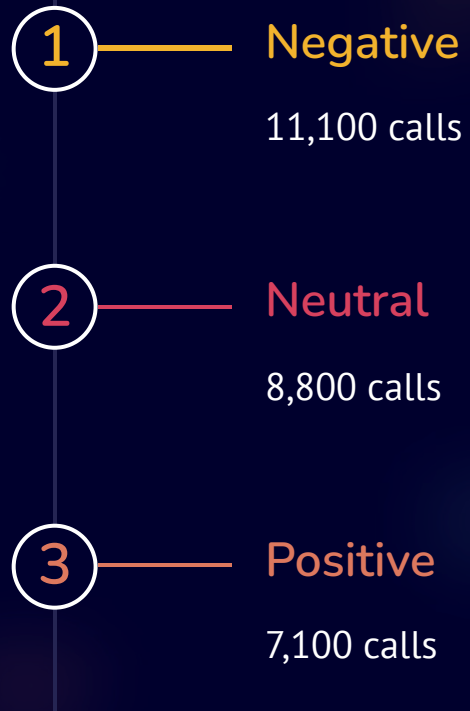 1
Negative
11,100 calls
2
Neutral
8,800 calls
3
Positive
7,100 calls